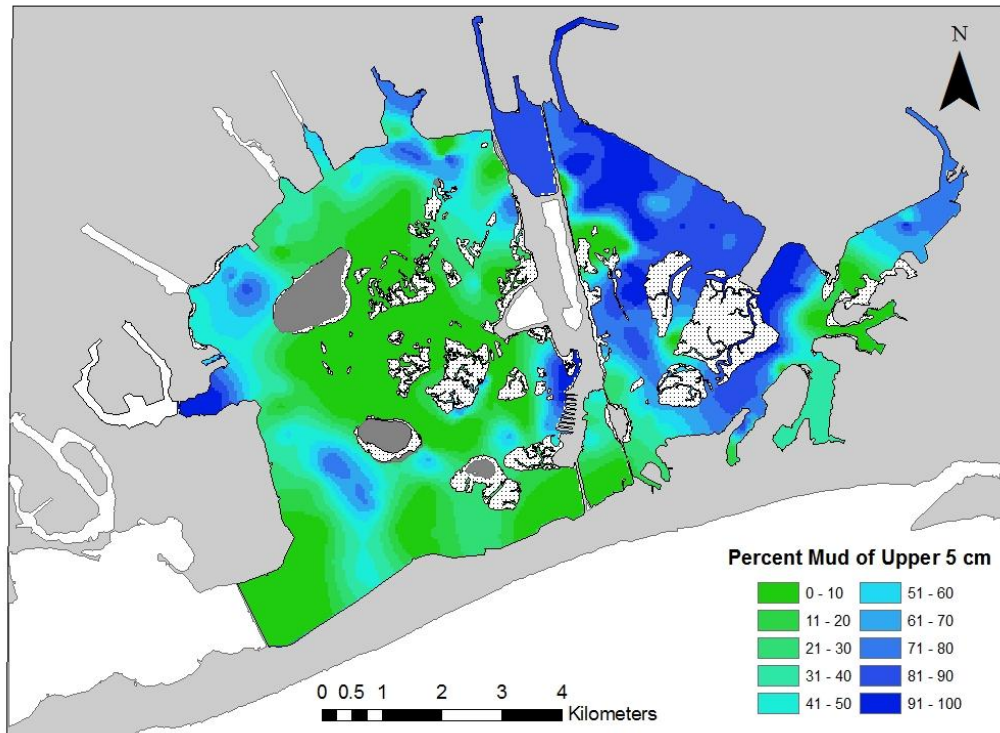 N
Percent Mud of Upper 5 cm
0 - 10
11 - 20
21 - 30
31 - 40
41 - 50
51 - 60
61 - 70
71 - 80
81 - 90
91 - 100
0 0.5 1 2 3 4
Kilometers